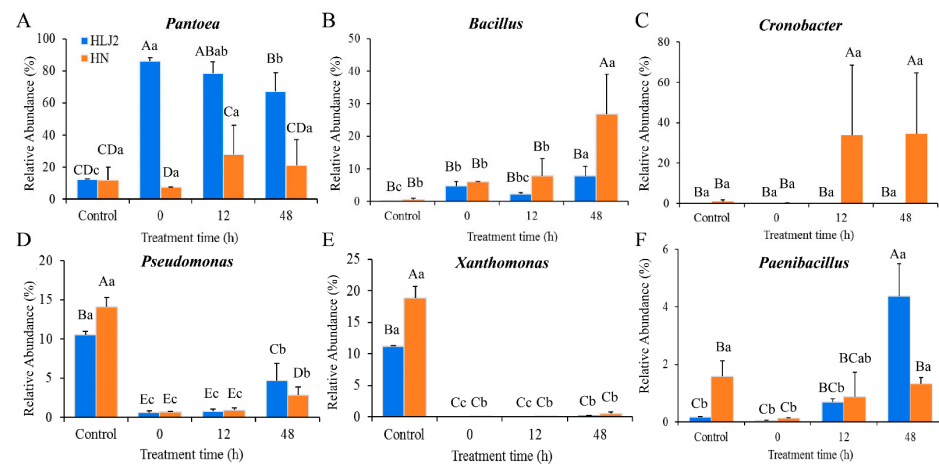 A
Pantoea
Relative Abundance (%)
100
80
60
40
20
0
HLJ2
HN
CDc CDa Aa Da ABab Ca Bb CDa
Control 0 12 48
Treatment time (h)
B
Bacillus
Relative Abundance (%)
50
40
30
20
10
0
Bc Bb Bb Bb Bbc Bb Ba Aa
Control 0 12 48
Treatment time (h)
C
Cronobacter
Relative Abundance (%)
80
60
40
20
0
Ba Ba Ba Ba Ba Aa Ba Aa
Control 0 12 48
Treatment time (h)
D
Pseudomonas
Relative Abundance (%)
20
15
10
5
0
Ba Aa Ec Ec Ec Ec Cb Db
Control 0 12 48
Treatment time (h)
E
Xanthomonas
Relative Abundance (%)
25
20
15
10
5
0
Ba Aa Cc Cb Cc Cb Cb Cb
Control 0 12 48
Treatment time (h)
F
Paenibacillus
Relative Abundance (%)
6
4
2
0
Cb Ba Cb Cb BCb BCab Aa Ba
Control 0 12 48
Treatment time (h)